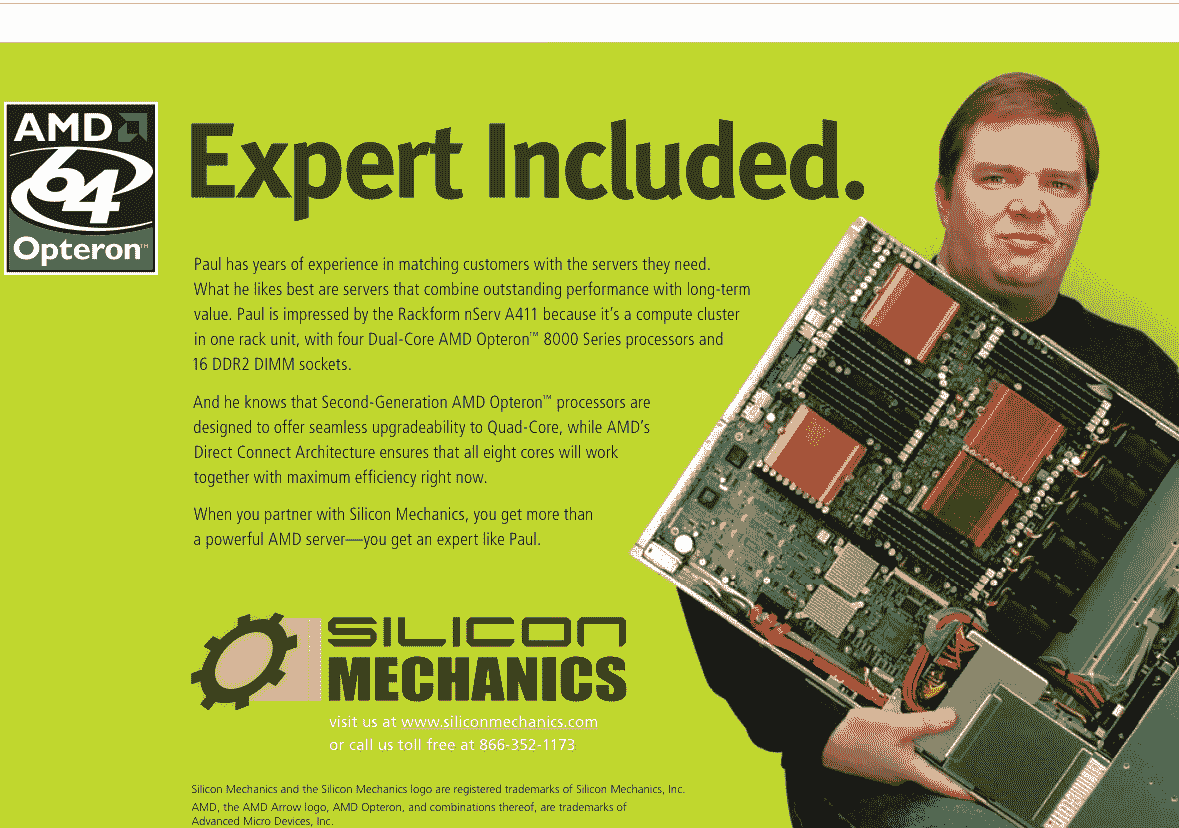 AMD
64
Opteron™
Expert Included.
Paul has years of experience in matching customers with the servers they need.
What he likes best are servers that combine outstanding performance with long-term
value. Paul is impressed by the Rackform nServ A411 because it's a compute cluster
in one rack unit, with four Dual-Core AMD Opteron™ 8000 Series processors and
16 DDR2 DIMM sockets.
And he knows that Second-Generation AMD Opteron™ processors are
designed to offer seamless upgradeability to Quad-Core, while AMD's
Direct Connect Architecture ensures that all eight cores will work
together with maximum efficiency right now.
When you partner with Silicon Mechanics, you get more than
a powerful AMD server—you get an expert like Paul.
SILICON
MECHANICS
visit us at www.siliconmechanics.com
or call us toll free at 866-352-1173
Silicon Mechanics and the Silicon Mechanics logo are registered trademarks of Silicon Mechanics, Inc.
AMD, the AMD Arrow logo, AMD Opteron, and combinations thereof, are trademarks of
Advanced Micro Devices, Inc.